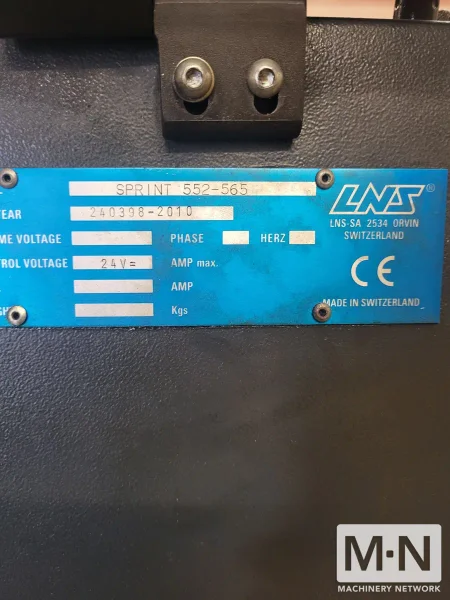 SPRINT 552-565
LNS®
EAR 240398-2010
LNS-SA 2534 ORVIN
SWITZERLAND
ME VOLTAGE PHASE HERZ
TROL VOLTAGE 24V= AMP max.
CE
AMP
MADE IN SWITZERLAND
GH Kgs
M·N
MACHINERY NETWORK